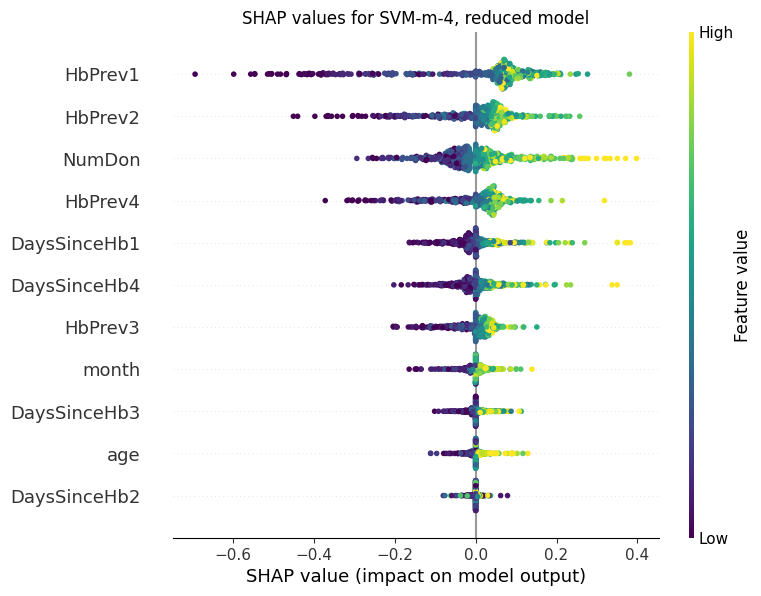 SHAP values for SVM-m-4, reduced model
High
HbPrev1
HbPrev2
NumDon
HbPrev4
DaysSinceHb1
DaysSinceHb4
HbPrev3
month
DaysSinceHb3
age
DaysSinceHb2
Feature value
Low
−0.6 −0.4 −0.2 0.0 0.2 0.4
SHAP value (impact on model output)